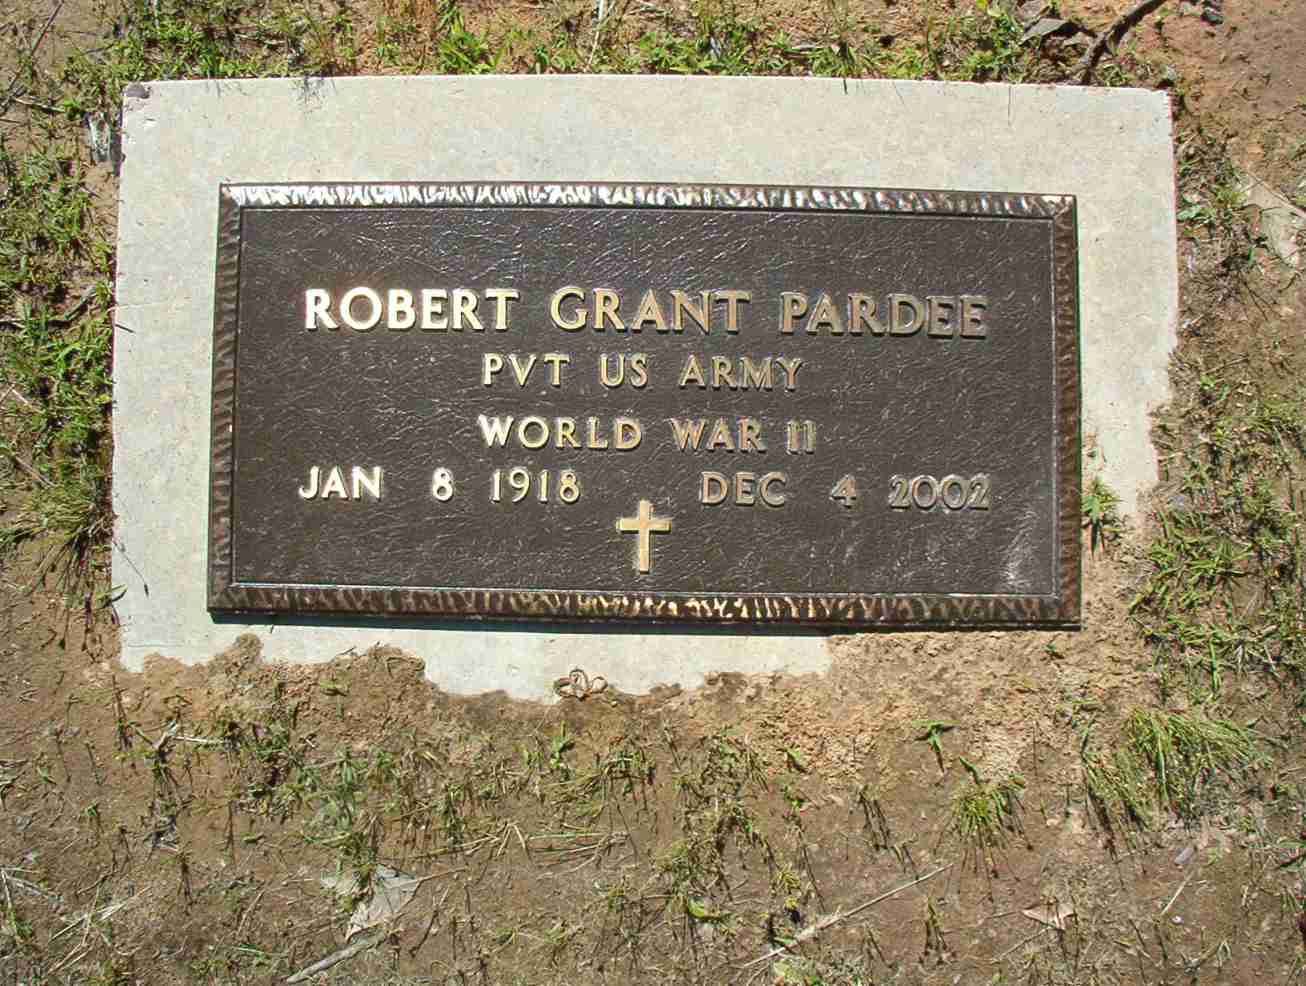 ROBERT GRANT PARDEE
PVT US ARMY
WORLD WAR II
JAN 8 1918 DEC 4 2002